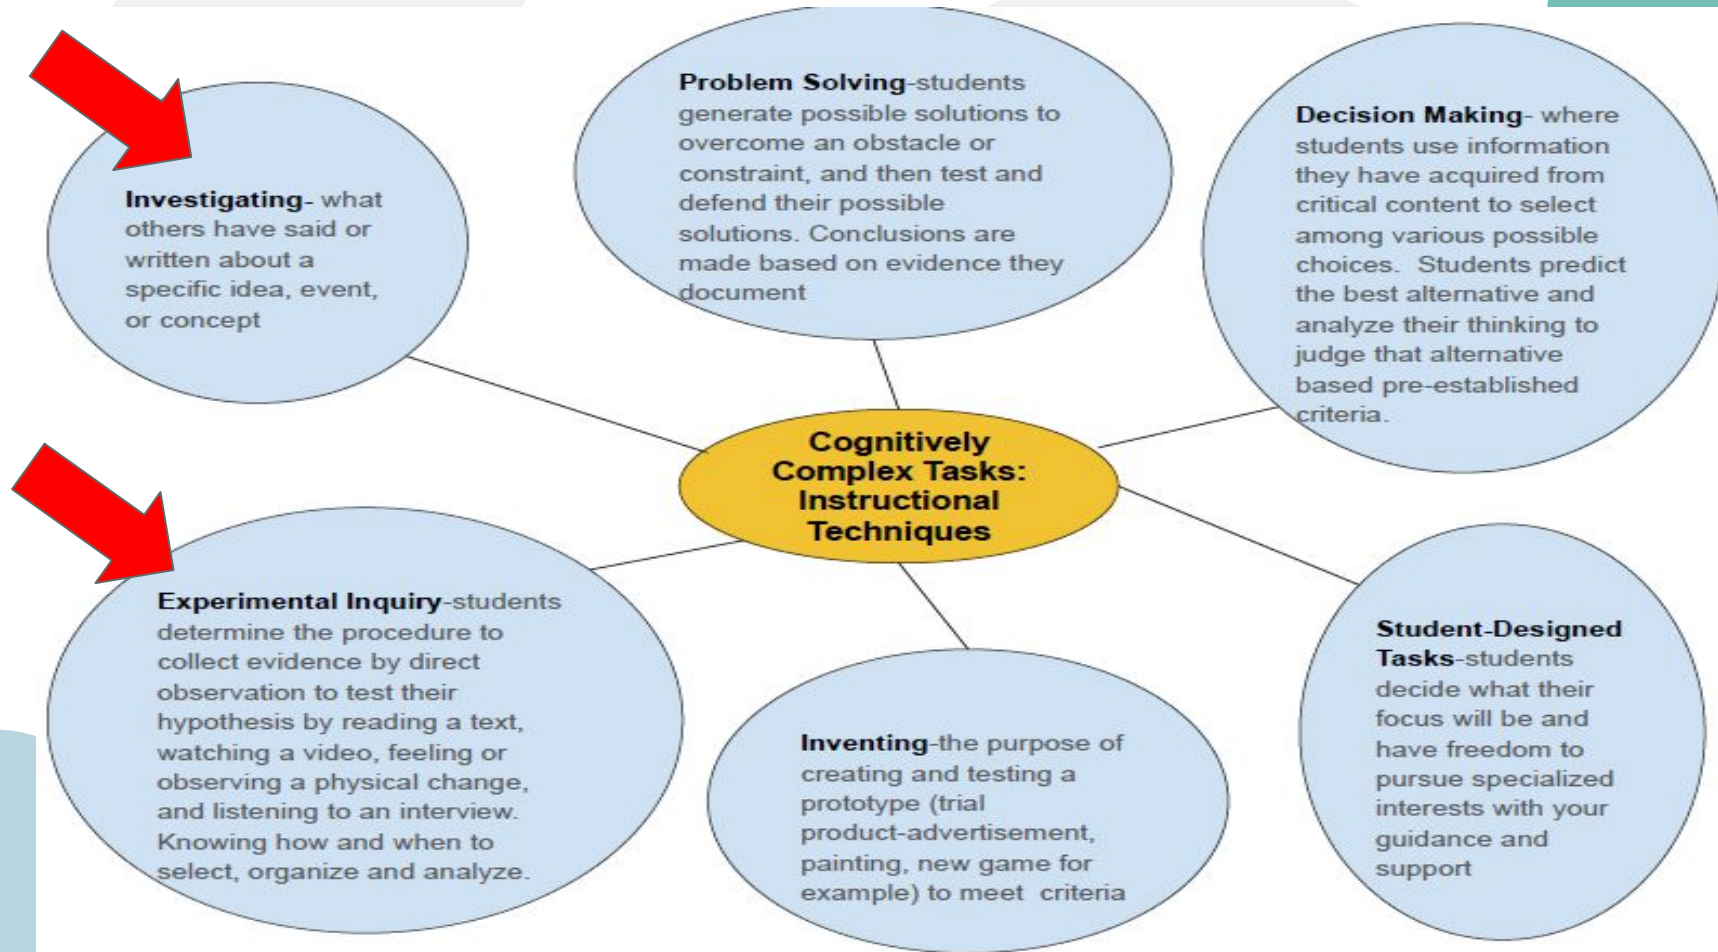 Problem Solving-students
generate possible solutions to
overcome an obstacle or
constraint, and then test and
defend their possible
solutions. Conclusions are
made based on evidence they
document
Decision Making- where
students use information
they have acquired from
critical content to select
among various possible
choices.  Students predict
the best alternative and
analyze their thinking to
judge that alternative
based pre-established
criteria.
Investigating- what
others have said or
written about a
specific idea, event,
or concept
Cognitively
Complex Tasks:
Instructional
Techniques
Experimental Inquiry-students
determine the procedure to
collect evidence by direct
observation to test their
hypothesis by reading a text,
watching a video, feeling or
observing a physical change,
and listening to an interview.
Knowing how and when to
select, organize and analyze.
Inventing-the purpose of
creating and testing a
prototype (trial
product-advertisement,
painting, new game for
example) to meet  criteria
Student-Designed
Tasks-students
decide what their
focus will be and
have freedom to
pursue specialized
interests with your
guidance and
support